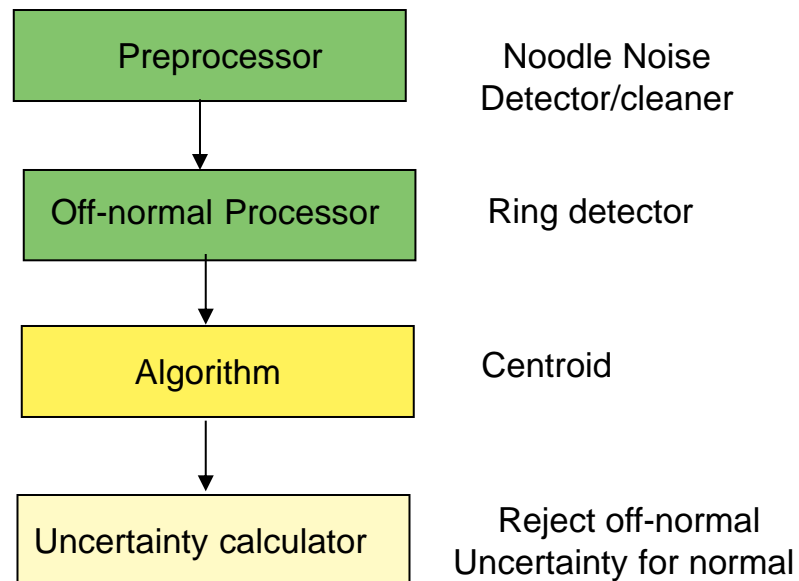 Preprocessor
Noodle Noise
Detector/cleaner
Off-normal Processor
Ring detector
Algorithm
Centroid
Uncertainty calculator
Reject off-normal
Uncertainty for normal